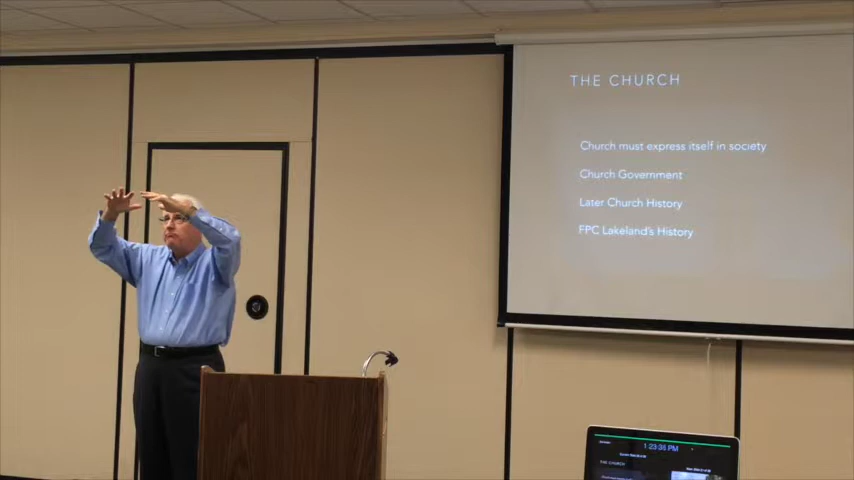 THE CHURCH
Church must express itself in society
Church Government
Later Church History
FPC Lakeland's History
1:23:36 PM
THE CHURCH